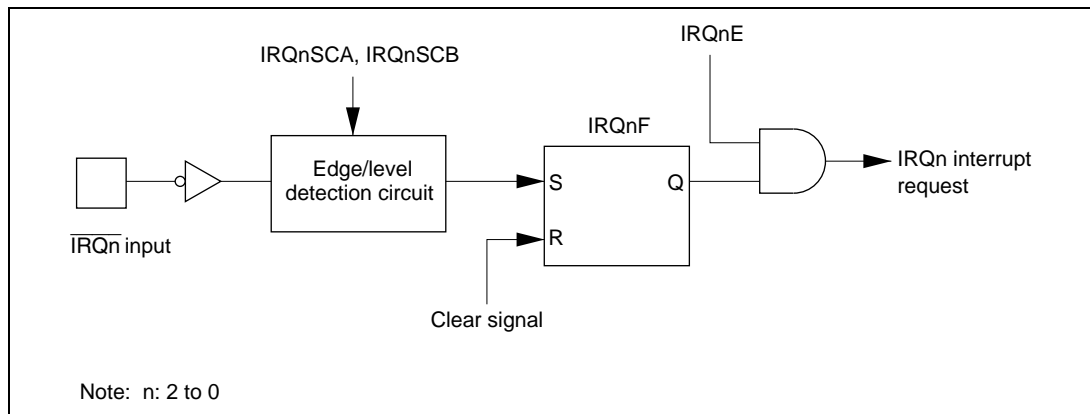 IRQnE
IRQnSCA, IRQnSCB
IRQnF
Edge/level
detection circuit
S
Q
R
IRQn interrupt
request
IRQn input
Clear signal
Note: n: 2 to 0